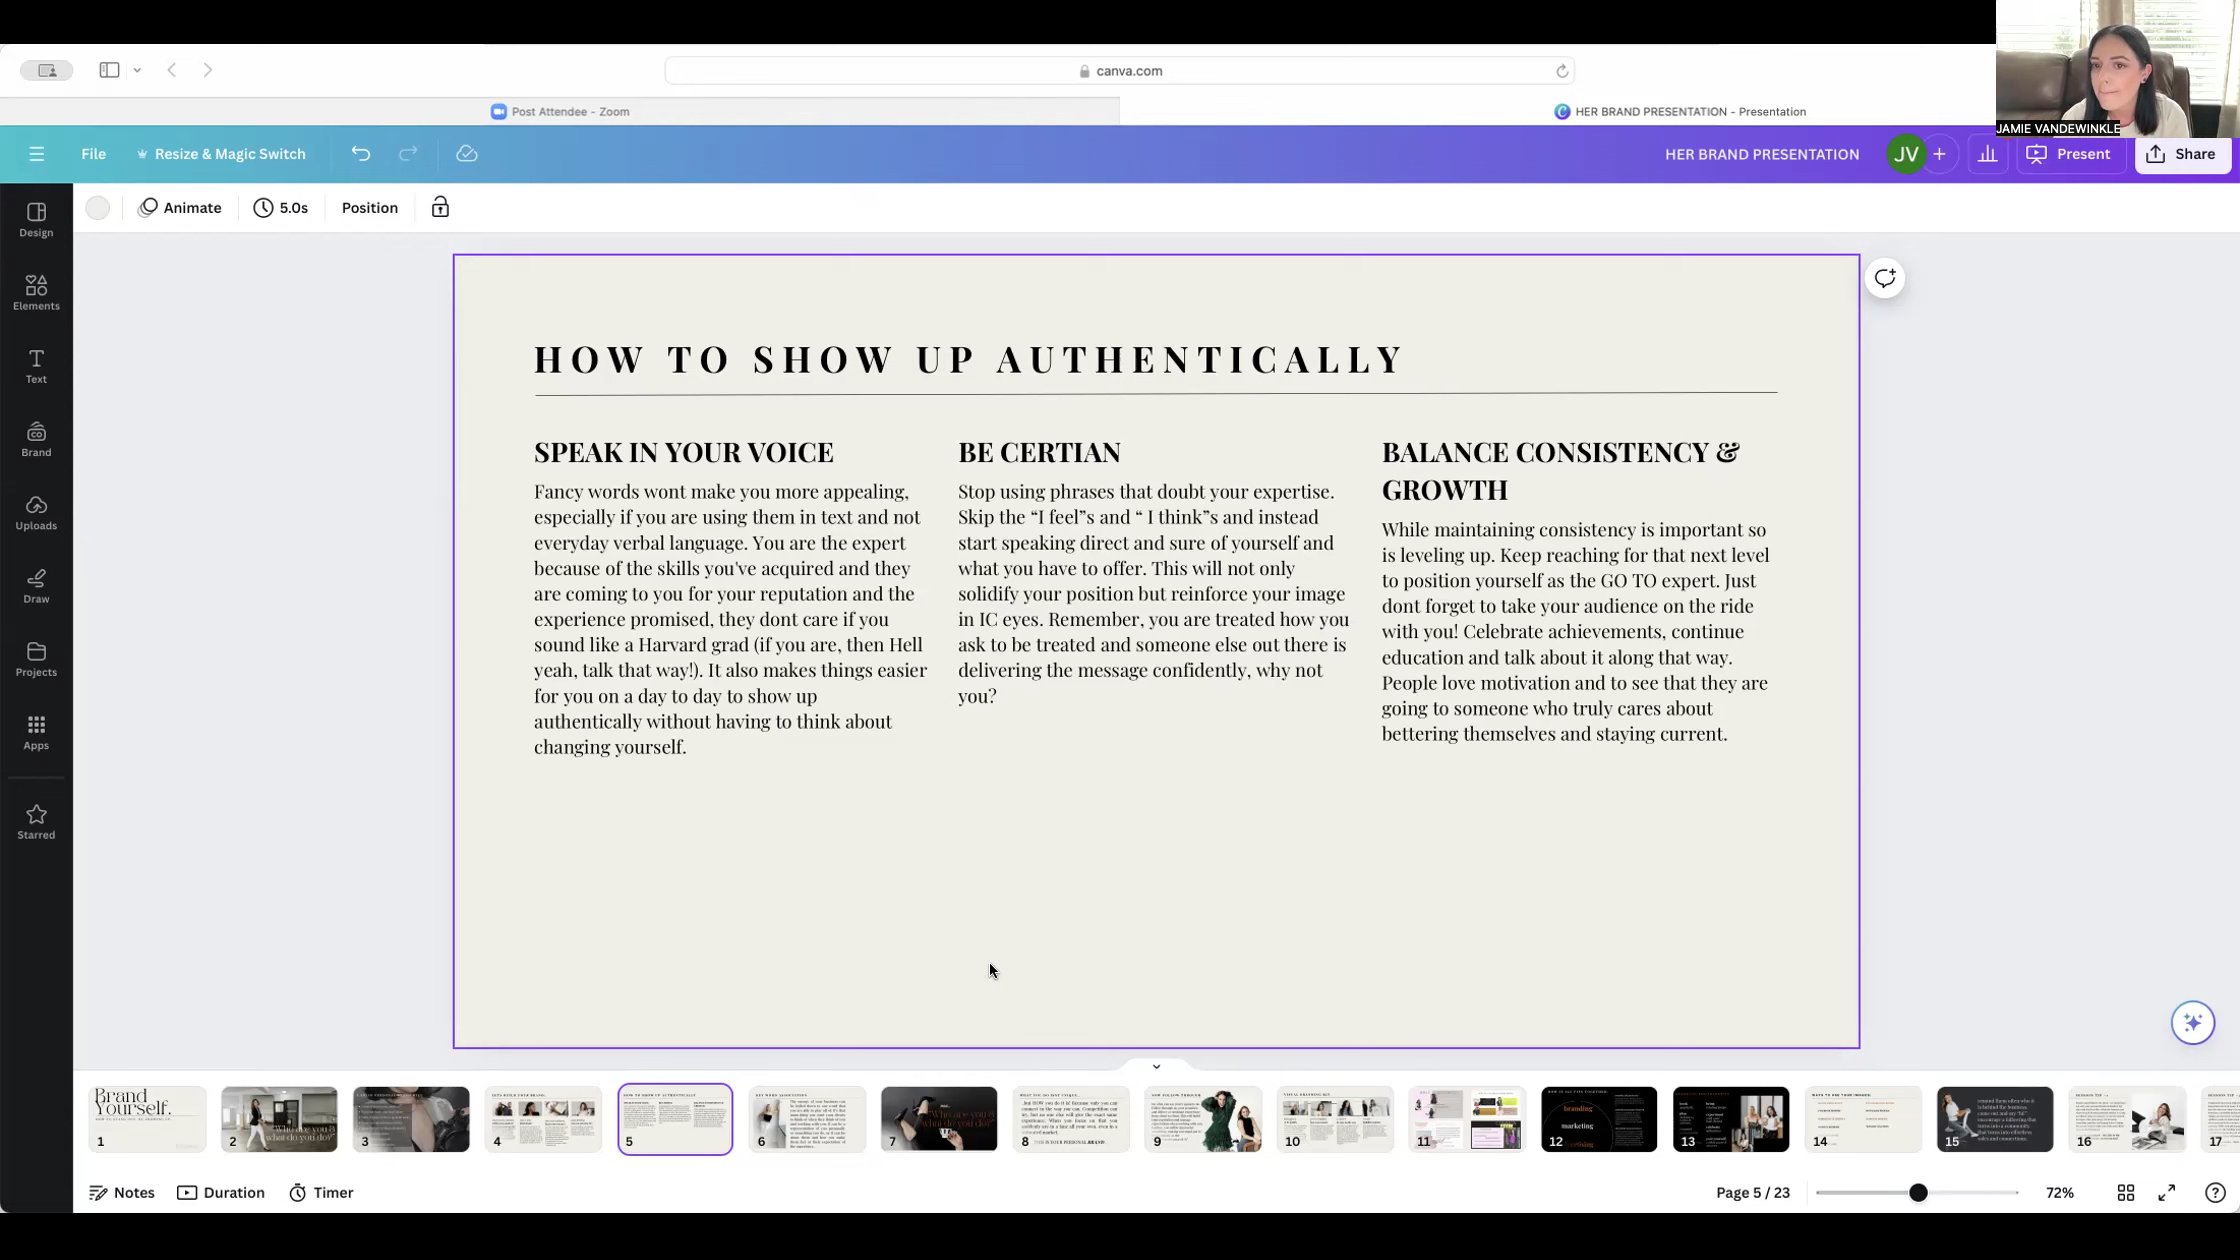 canva.com
Post Attendee - Zoom
HER BRAND PRESENTATION - Presentation
JAMIE VANDEWINKLE
File
Resize & Magic Switch
HER BRAND PRESENTATION
JV
Present
Share
Animate
5.0s
Position
Design
Elements
Text
Brand
Uploads
Draw
Projects
Apps
Starred
HOW TO SHOW UP AUTHENTICALLY
SPEAK IN YOUR VOICE
Fancy words wont make you more appealing,
especially if you are using them in text and not
everyday verbal language. You are the expert
because of the skills you've acquired and they
are coming to you for your reputation and the
experience promised, they dont care if you
sound like a Harvard grad (if you are, then Hell
yeah, talk that way!). It also makes things easier
for you on a day to day to show up
authentically without having to think about
changing yourself.
BE CERTIAN
Stop using phrases that doubt your expertise.
Skip the “I feel”s and “ I think”s and instead
start speaking direct and sure of yourself and
what you have to offer. This will not only
solidify your position but reinforce your image
in IC eyes. Remember, you are treated how you
ask to be treated and someone else out there is
delivering the message confidently, why not
you?
BALANCE CONSISTENCY &
GROWTH
While maintaining consistency is important so
is leveling up. Keep reaching for that next level
to position yourself as the GO TO expert. Just
dont forget to take your audience on the ride
with you! Celebrate achievements, continue
education and talk about it along that way.
People love motivation and to see that they are
going to someone who truly cares about
bettering themselves and staying current.
Brand
Yourself.
1
2
3
4
5
6
7
8
9
10
11
branding
marketing
12
13
14
15
16
17
Notes
Duration
Timer
Page 5 / 23
72%